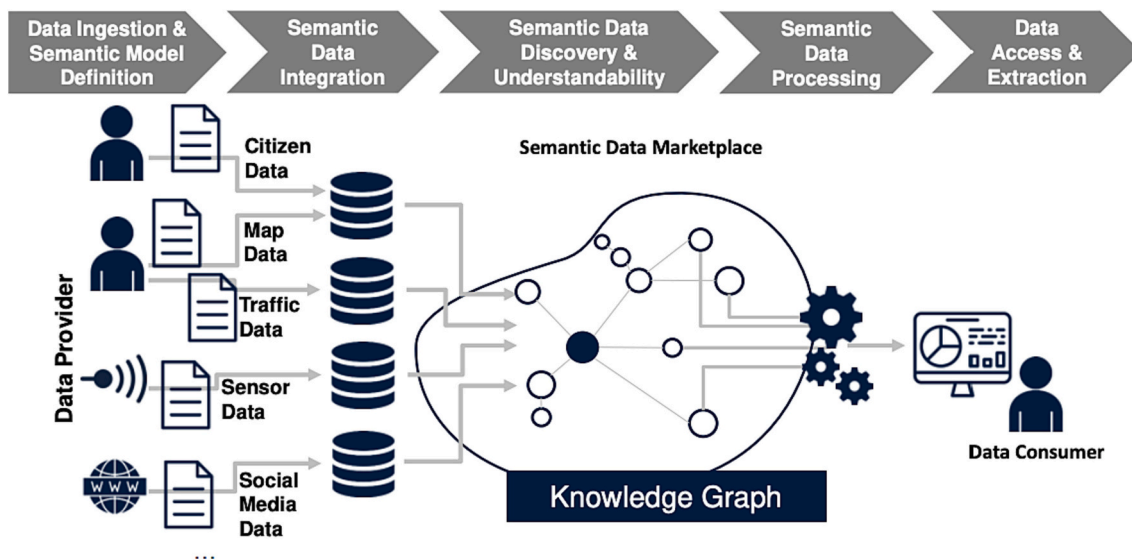 Data Ingestion &
Semantic Model
Definition
Semantic
Data
Integration
Semantic Data
Discovery &
Understandability
Semantic
Data
Processing
Data
Access &
Extraction
Citizen
Data
Semantic Data Marketplace
Map
Data
Traffic
Data
Data Provider
Sensor
Data
Data Consumer
WWW
Social
Media
Data
Knowledge Graph
...